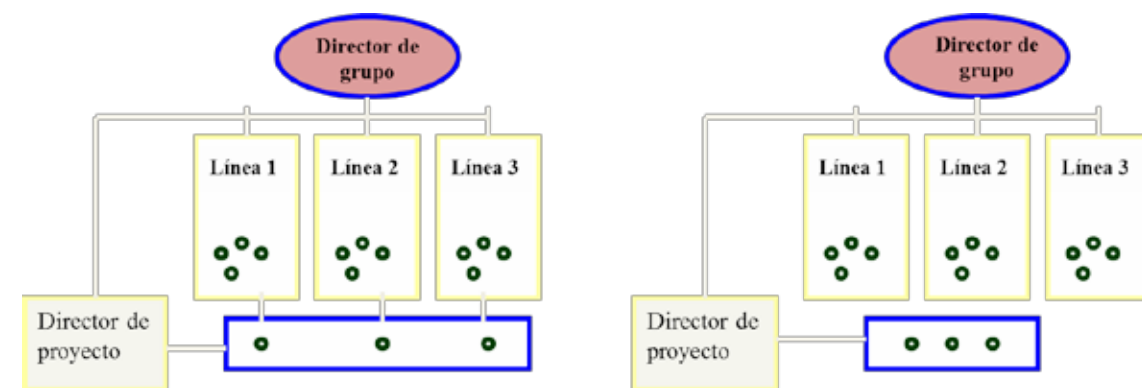 Director de
grupo
Línea 1
Línea 2
Línea 3
Director de
proyecto
Director de
grupo
Línea 1
Línea 2
Línea 3
Director de
proyecto